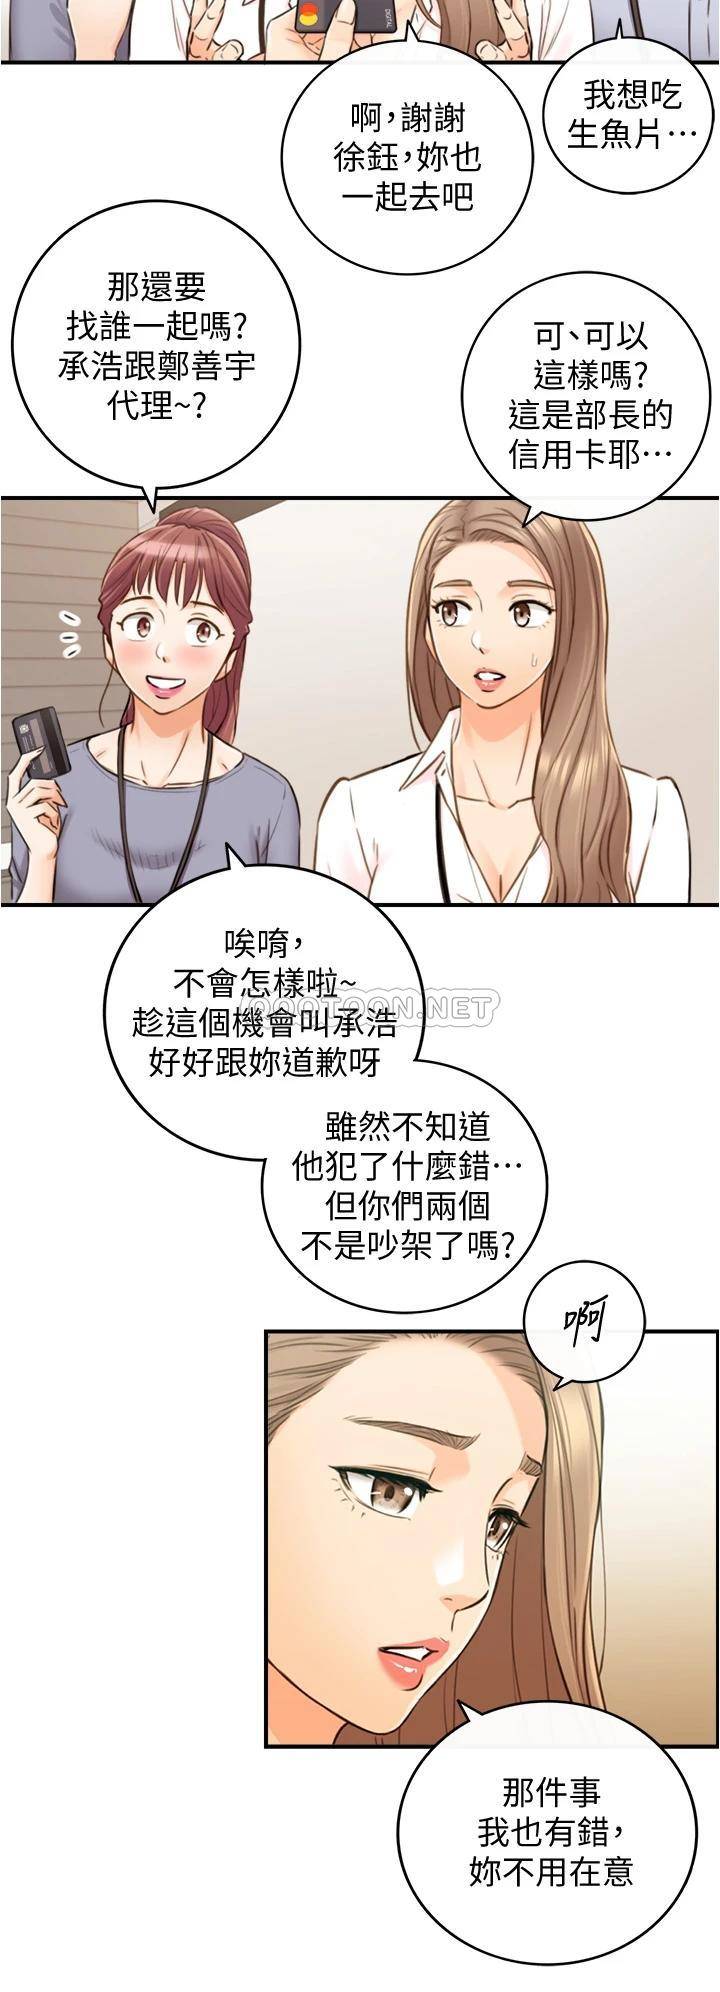 DIGITAL
我想吃
生魚片…
啊，謝謝
徐鈺，妳也
一起去吧
那還要
找誰一起嗎?
承浩跟鄭善宇
代理~?
可、可以
這樣嗎?
這是部長的
信用卡耶…
唉唷，
不會怎樣啦~
趁這個機會叫承浩
好好跟妳道歉呀
雖然不知道
他犯了什麼錯…
但你們兩個
不是吵架了嗎?
啊
那件事
我也有錯，
妳不用在意